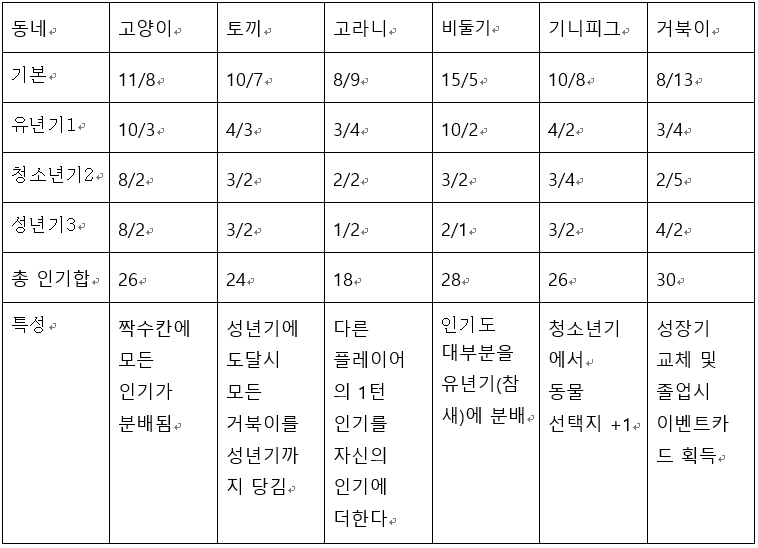 동네 고양이 토끼 고라니 비둘기 기니피그 거북이
기본 11/8 10/7 8/9 15/5 10/8 8/13
유년기1 10/3 4/3 3/4 10/2 4/2 3/4
청소년기2 8/2 3/2 2/2 3/2 3/4 2/5
성년기3 8/2 3/2 1/2 2/1 3/2 4/2
총 인기합 26 24 18 28 26 30
특성
짝수칸에
모든
인기가
분배됨
성년기에
도달시
모든
거북이를
성년기까
지 당김
다른
플레이어
의 1턴
인기를
자신의
인기에
더한다
인기도
대부분을
유년기(참
새)에 분배
청소년기
에서
동물
선택지 +1
성장기
교체 및
졸업시
이벤트카
드 획득